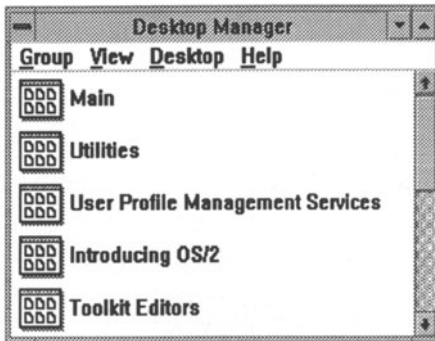 Desktop Manager
Group View Desktop Help
Main
Utilities
User Profile Management Services
Introducing OS/2
Toolkit Editors